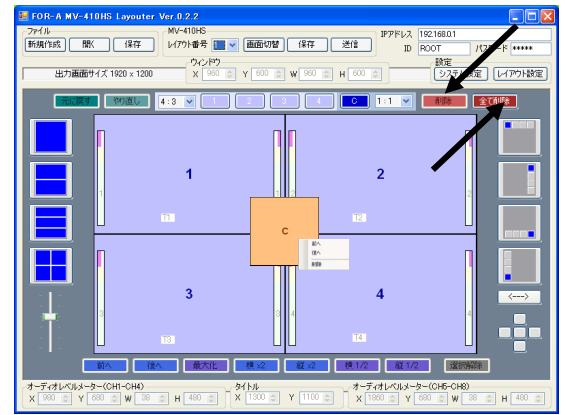 FOR-A MV-410HS Layouter Ver.0.2.2
ファイル
新規作成 開く 保存
MV-410HS
レイアウト番号 画面切替 保存 送信
IPアドレス 192.168.0.1
ID ROOT パスワード *****
出力画面サイズ 1920 x 1200
ウィンドウ
X 960 Y 600 W 960 H 600
設定
システム設定 レイアウト設定
元に戻す やり直し 4:3 1 2 3 4 C 1:1 削除 全て削除
1 2
1 2 2
T1 T2
C
前へ
後へ
削除
3 4
3 3 4 4
T3 T4
<--->
前へ 後へ 最大化 横 x2 縦 x2 横 1/2 縦 1/2 選択解除
オーディオレベルメーター(CH1-CH4)
X 980 Y 680 W 38 H 480
タイトル
X 1300 Y 1100
オーディオレベルメーター(CH5-CH8)
X 1860 Y 680 W 38 H 480